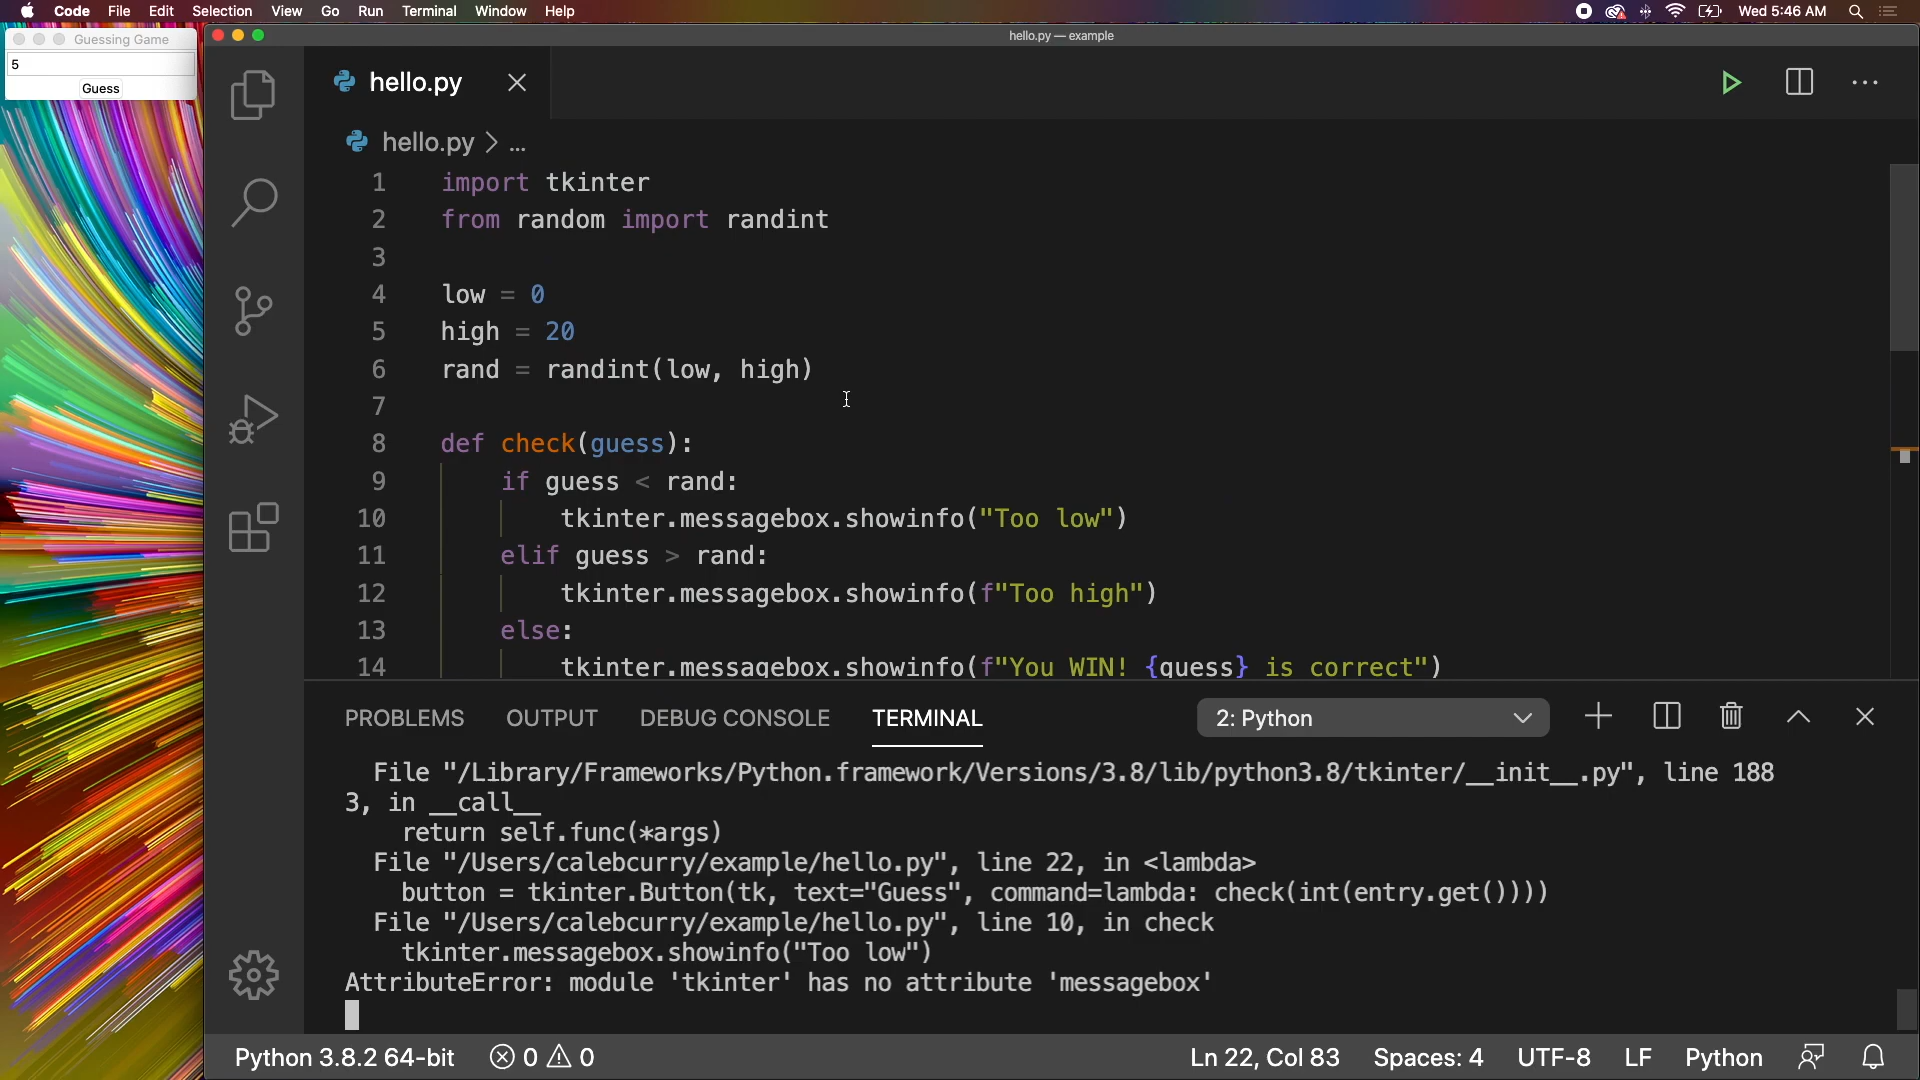 Code File Edit Selection View Go Run Terminal Window Help
Wed 5:46 AM
Guessing Game
5
Guess
hello.py — example
hello.py
hello.py > ...
1 import tkinter
2 from random import randint
3
4 low = 0
5 high = 20
6 rand = randint(low, high)
7
8 def check(guess):
9 if guess < rand:
10 tkinter.messagebox.showinfo("Too low")
11 elif guess > rand:
12 tkinter.messagebox.showinfo(f"Too high")
13 else:
14 tkinter.messagebox.showinfo(f"You WIN! {guess} is correct")
PROBLEMS OUTPUT DEBUG CONSOLE TERMINAL 2: Python
File "/Library/Frameworks/Python.framework/Versions/3.8/lib/python3.8/tkinter/__init__.py", line 188
3, in __call__
return self.func(*args)
File "/Users/calebcurry/example/hello.py", line 22, in <lambda>
button = tkinter.Button(tk, text="Guess", command=lambda: check(int(entry.get())))
File "/Users/calebcurry/example/hello.py", line 10, in check
tkinter.messagebox.showinfo("Too low")
AttributeError: module 'tkinter' has no attribute 'messagebox'
Python 3.8.2 64-bit 0 0 Ln 22, Col 83 Spaces: 4 UTF-8 LF Python